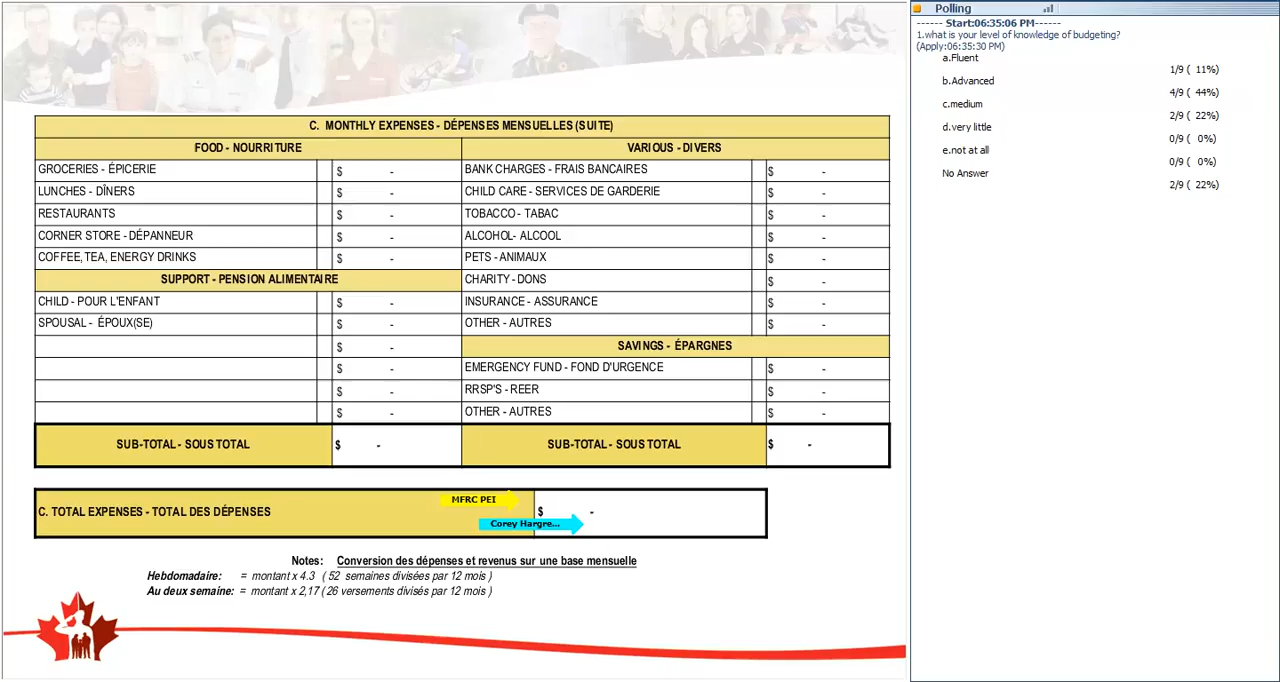 C. MONTHLY EXPENSES - DÉPENSES MENSUELLES (SUITE)
FOOD - NOURRITURE
VARIOUS - DIVERS
GROCERIES - ÉPICERIE $ -
BANK CHARGES - FRAIS BANCAIRES $ -
LUNCHES - DÎNERS $ -
CHILD CARE - SERVICES DE GARDERIE $ -
RESTAURANTS $ -
TOBACCO - TABAC $ -
CORNER STORE - DÉPANNEUR $ -
ALCOHOL- ALCOOL $ -
COFFEE, TEA, ENERGY DRINKS $ -
PETS - ANIMAUX $ -
SUPPORT - PENSION ALIMENTAIRE
CHARITY - DONS $ -
CHILD - POUR L'ENFANT $ -
INSURANCE - ASSURANCE $ -
SPOUSAL - ÉPOUX(SE) $ -
OTHER - AUTRES $ -
$ -
SAVINGS - ÉPARGNES
$ -
EMERGENCY FUND - FOND D'URGENCE $ -
$ -
RRSP'S - REER $ -
$ -
OTHER - AUTRES $ -
SUB-TOTAL - SOUS TOTAL $ -
SUB-TOTAL - SOUS TOTAL $ -
MFRC PEI
C. TOTAL EXPENSES - TOTAL DES DÉPENSES $ -
Corey Hargre...
Notes: Conversion des dépenses et revenus sur une base mensuelle
Hebdomadaire: = montant x 4.3 ( 52 semaines divisées par 12 mois )
Au deux semaine: = montant x 2,17 ( 26 versements divisés par 12 mois )
Polling
------ Start:06:35:06 PM------
1.what is your level of knowledge of budgeting?
(Apply:06:35:30 PM)
a.Fluent
1/9 ( 11%)
b.Advanced
4/9 ( 44%)
c.medium
2/9 ( 22%)
d.very little
0/9 ( 0%)
e.not at all
0/9 ( 0%)
No Answer
2/9 ( 22%)